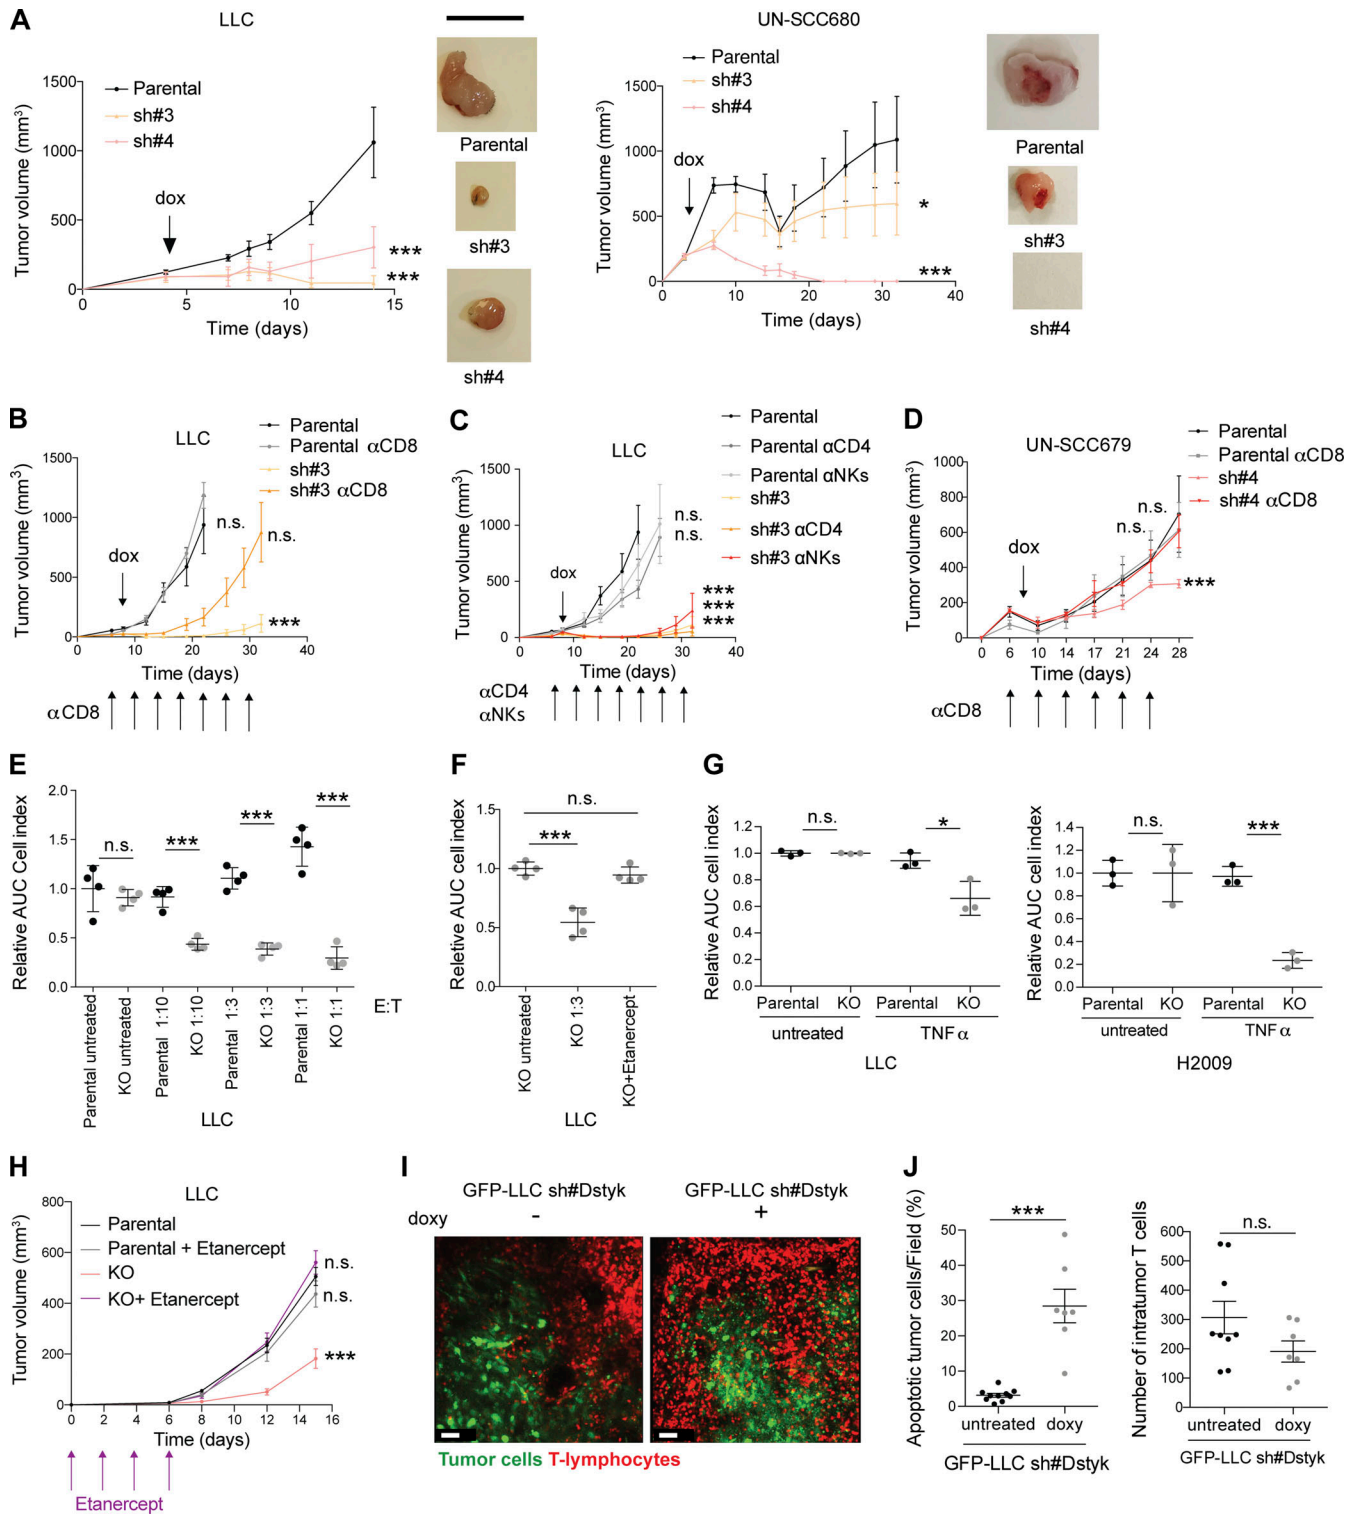 A
LLC
Tumor volume (mm3)
1500
1000
500
0
0
5
10
15
Time (days)
Parental
sh#3
sh#4
dox
***
***
Parental
sh#3
sh#4
UN-SCC680
Tumor volume (mm3)
1500
1000
500
0
0
10
20
30
40
Time (days)
Parental
sh#3
sh#4
dox
*
***
Parental
sh#3
sh#4
B
LLC
Parental
Parental αCD8
sh#3
sh#3 αCD8
Tumor volume (mm3)
1500
1000
500
0
0
10
20
30
40
Time (days)
dox
n.s.
n.s.
***
αCD8
C
LLC
Parental
Parental αCD4
Parental αNKs
sh#3
sh#3 αCD4
sh#3 αNKs
Tumor volume (mm3)
1500
1000
500
0
0
10
20
30
40
Time (days)
dox
n.s.
n.s.
***
***
***
αCD4
αNKs
D
UN-SCC679
Parental
Parental αCD8
sh#4
sh#4 αCD8
Tumor volume (mm3)
1000
800
600
400
200
0
0
6
10
14
17
21
24
28
Time (days)
dox
n.s.
n.s.
***
αCD8
E
Relative AUC Cell index
2.0
1.5
1.0
0.5
0.0
n.s.
***
***
***
Parental untreated
KO untreated
Parental 1:10
KO 1:10
Parental 1:3
KO 1:3
Parental 1:1
KO 1:1
E:T
LLC
F
Reletive AUC cell index
1.5
1.0
0.5
0.0
n.s.
***
KO untreated
KO 1:3
KO+Etanercept
LLC
G
Relative AUC cell index
1.2
1.0
0.8
0.6
0.4
0.2
0.0
n.s.
*
Parental
KO
Parental
KO
untreated
TNF α
LLC
Relative AUC cell index
1.4
1.2
1.0
0.8
0.6
0.4
0.2
0.0
n.s.
***
Parental
KO
Parental
KO
untreated
TNF α
H2009
H
LLC
Tumor volume (mm3)
800
600
400
200
0
0
2
4
6
8
10
12
14
16
Time (days)
Parental
Parental + Etanercept
KO
KO+ Etanercept
n.s.
n.s.
***
Etanercept
I
GFP-LLC sh#Dstyk
GFP-LLC sh#Dstyk
doxy
-
+
Tumor cells T-lymphocytes
J
Apoptotic tumor cells/Field (%)
50
40
30
20
10
0
***
untreated
doxy
GFP-LLC sh#Dstyk
Number of intratumor T cells
600
500
400
300
200
100
0
n.s.
untreated
doxy
GFP-LLC sh#Dstyk